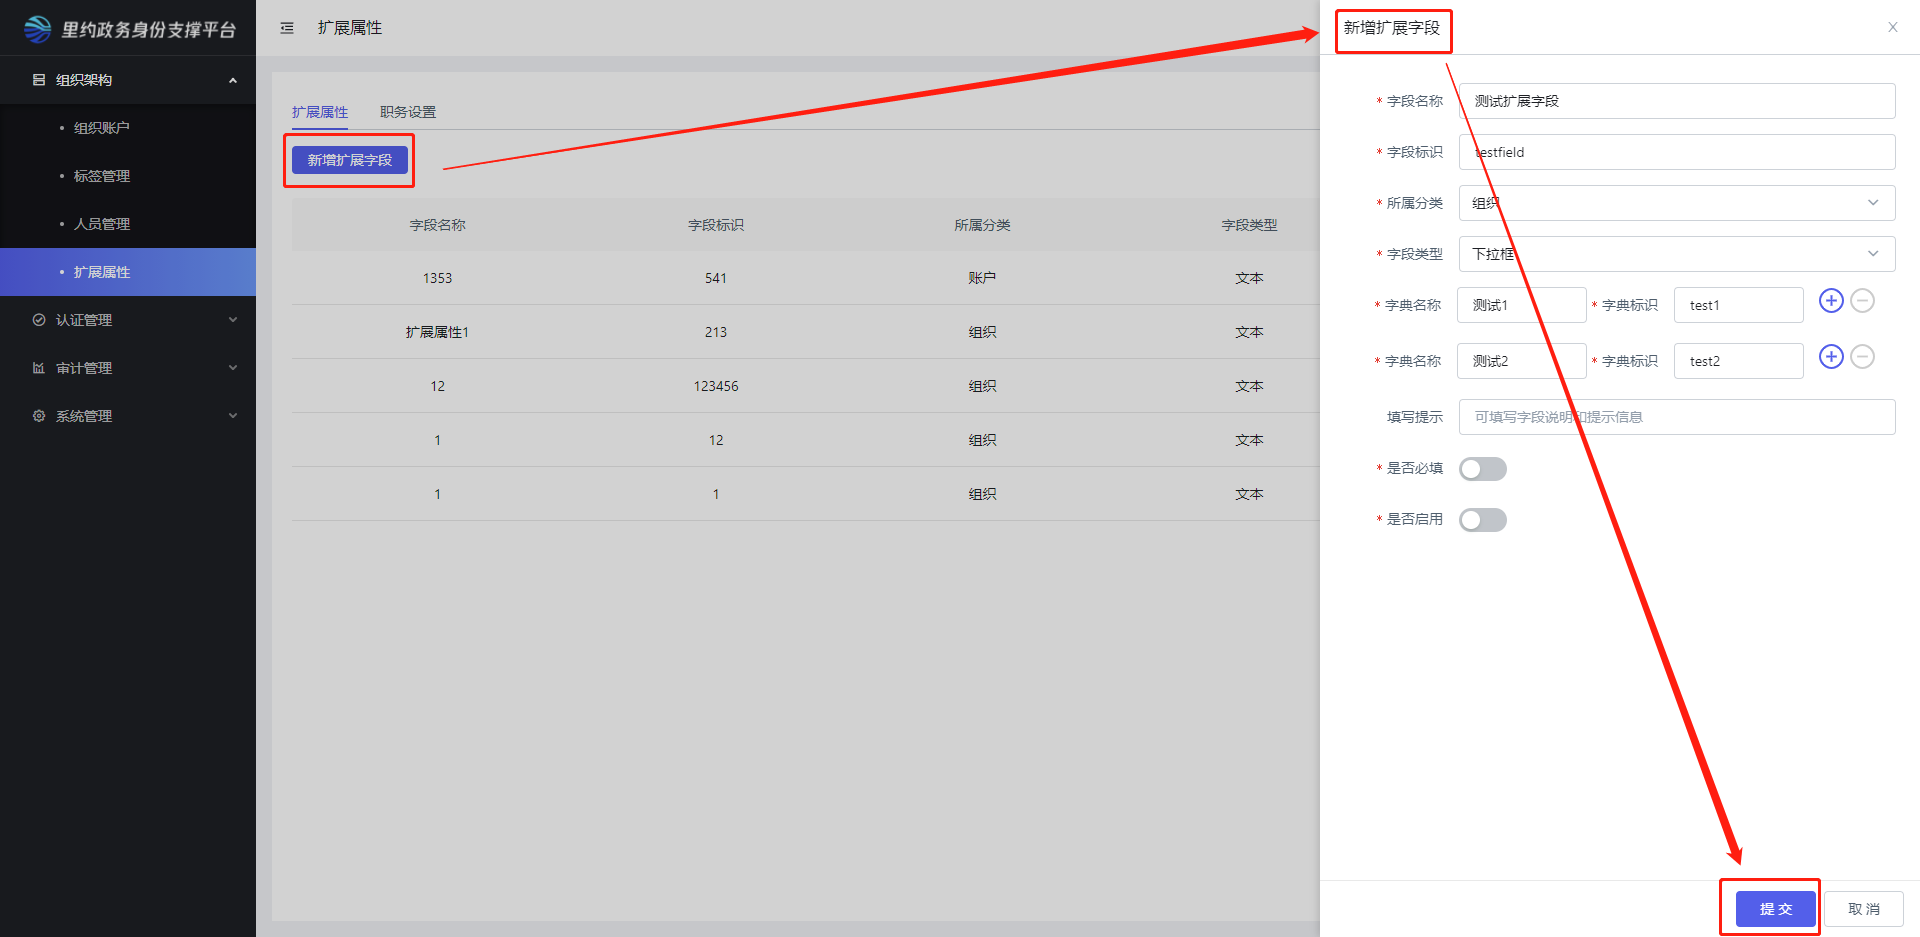 里约政务身份支撑平台
组织架构
组织账户
标签管理
人员管理
扩展属性
认证管理
审计管理
系统管理
扩展属性
扩展属性 职务设置
新增扩展字段
字段名称 字段标识 所属分类 字段类型
1353 541 账户 文本
扩展属性1 213 组织 文本
12 123456 组织 文本
1 12 组织 文本
1 1 组织 文本
新增扩展字段
* 字段名称 测试扩展字段
* 字段标识 testfield
* 所属分类 组织
* 字段类型 下拉框
* 字典名称 测试1 * 字典标识 test1
* 字典名称 测试2 * 字典标识 test2
填写提示 可填写字段说明和提示信息
* 是否必填
* 是否启用
提 交 取 消